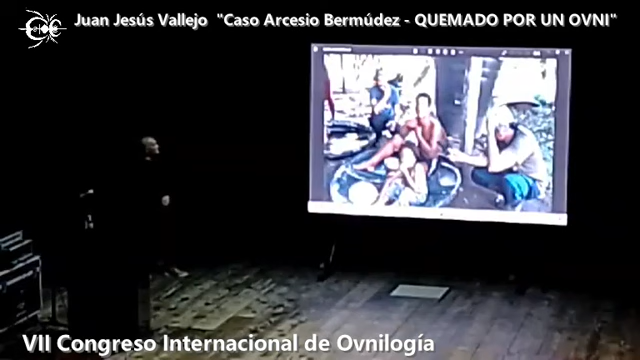 Juan Jesús Vallejo "Caso Arcesio Bermúdez - QUEMADO POR UN OVNI"
VII Congreso Internacional de Ovnilogía